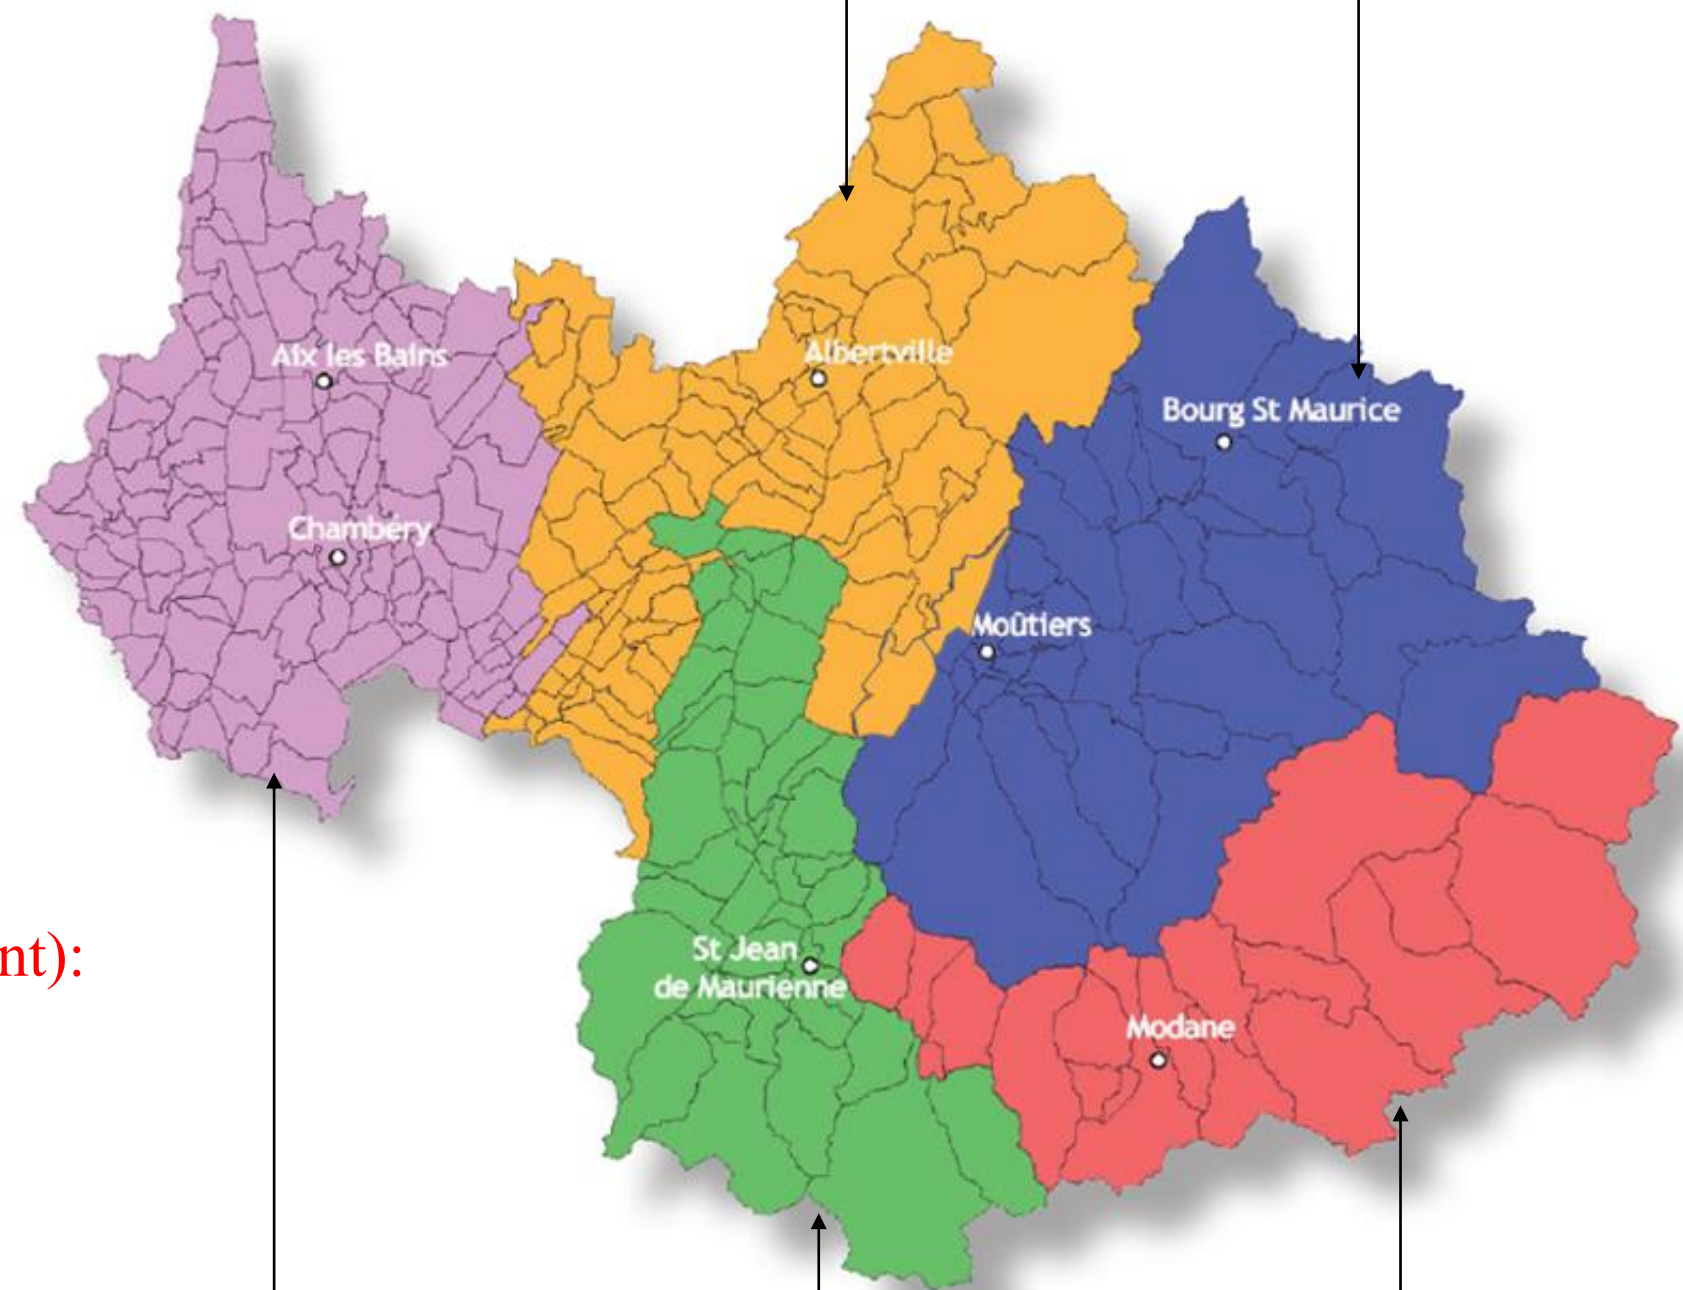 Aix les Bains
Albertville
Bourg St Maurice
Chambéry
Moûtiers
St Jean
de Maurienne
nt):
Modane